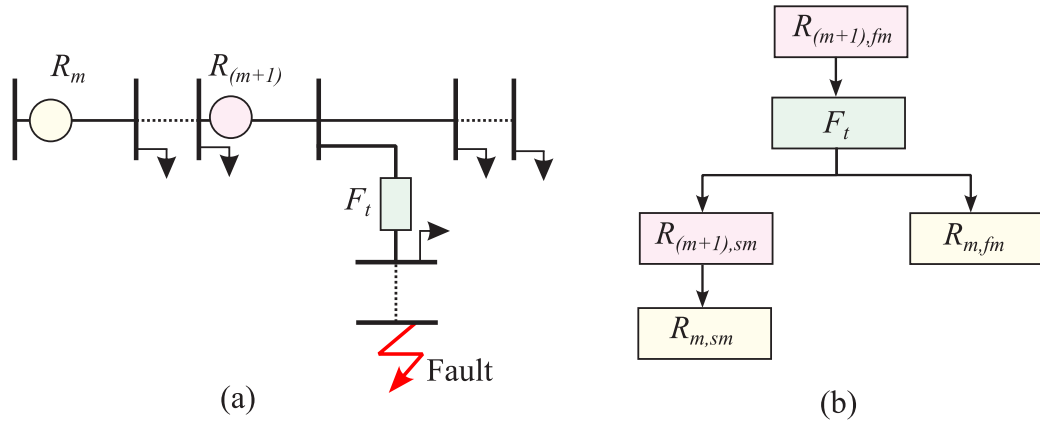 R_m
R_(m+1)
F_t
Fault
(a)
R_(m+1),fm
F_t
R_(m+1),sm
R_m,fm
R_m,sm
(b)